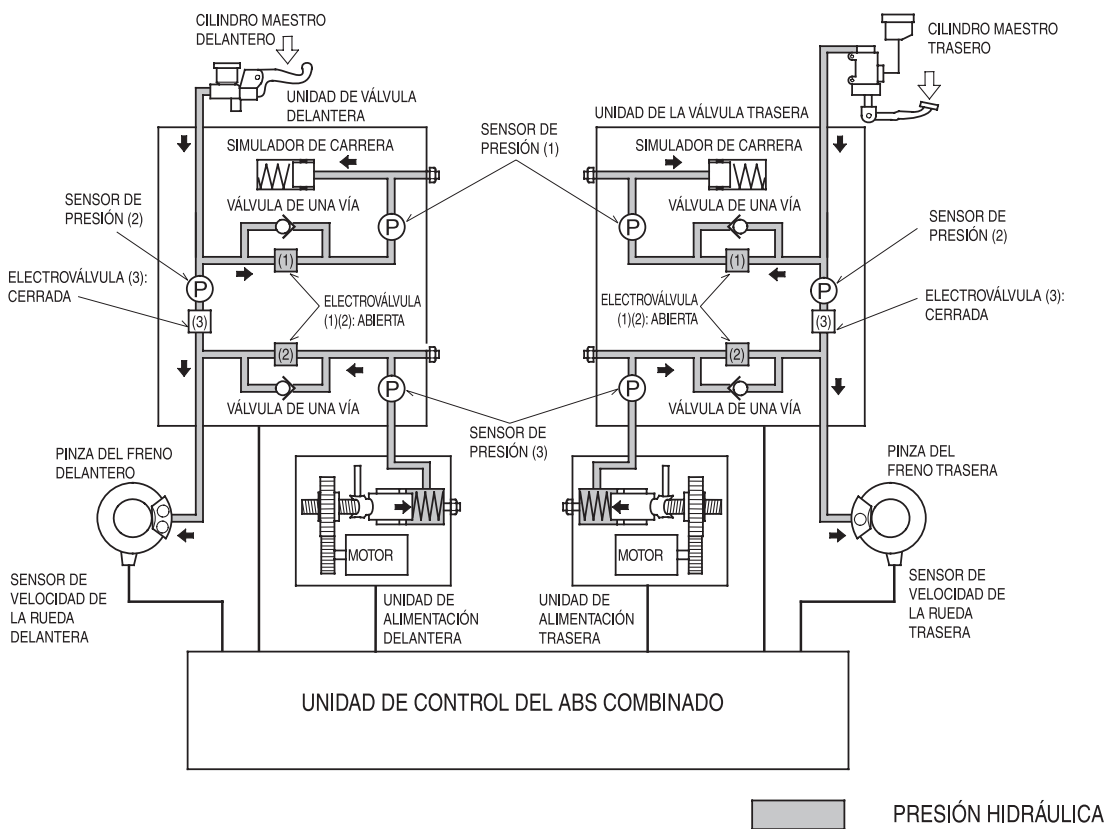 CILINDRO MAESTRO
DELANTERO
CILINDRO MAESTRO
TRASERO
UNIDAD DE VÁLVULA
DELANTERA
UNIDAD DE LA VÁLVULA TRASERA
SENSOR DE
PRESIÓN (1)
SIMULADOR DE CARRERA
SIMULADOR DE CARRERA
SENSOR DE
PRESIÓN (2)
VÁLVULA DE UNA VÍA
P
P
VÁLVULA DE UNA VÍA
SENSOR DE
PRESIÓN (2)
(1)
(1)
ELECTROVÁLVULA (3):
CERRADA
P
P
ELECTROVÁLVULA
(1)(2): ABIERTA
ELECTROVÁLVULA
(1)(2): ABIERTA
ELECTROVÁLVULA (3):
CERRADA
(3)
(3)
(2)
(2)
P
P
VÁLVULA DE UNA VÍA
VÁLVULA DE UNA VÍA
SENSOR DE
PRESIÓN (3)
PINZA DEL FRENO
DELANTERO
PINZA DEL
FRENO TRASERA
MOTOR
MOTOR
SENSOR DE
VELOCIDAD DE
LA RUEDA
DELANTERA
UNIDAD DE
ALIMENTACIÓN
DELANTERA
UNIDAD DE
ALIMENTACIÓN
TRASERA
SENSOR DE
VELOCIDAD DE
LA RUEDA
TRASERA
UNIDAD DE CONTROL DEL ABS COMBINADO
PRESIÓN HIDRÁULICA